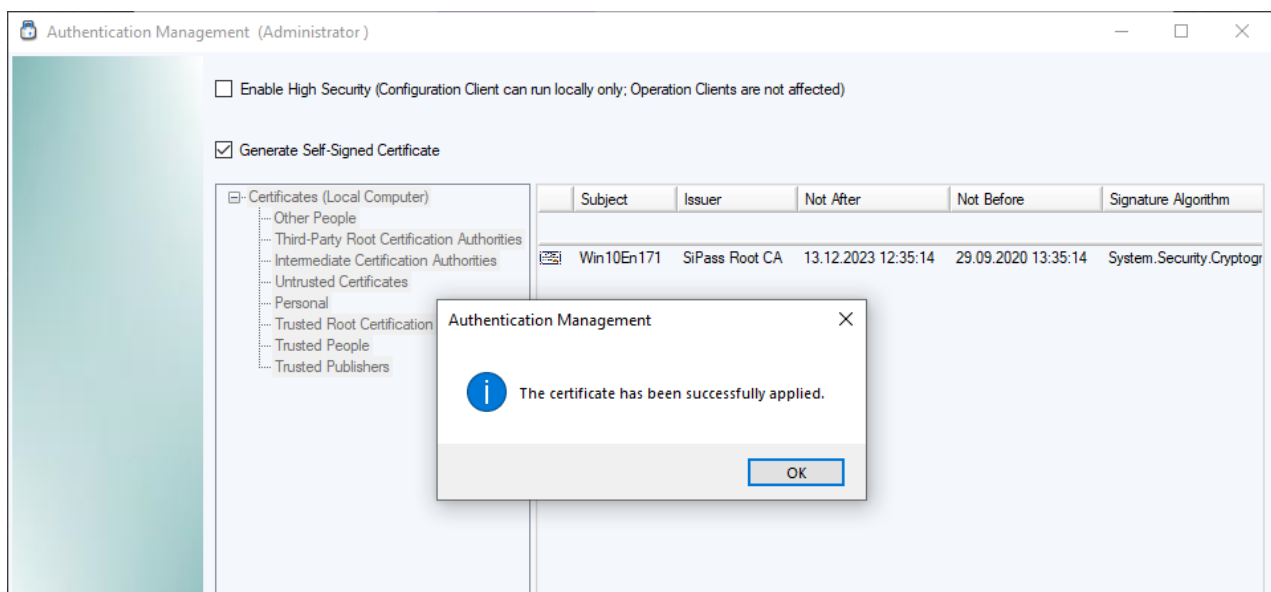 Authentication Management (Administrator )
Enable High Security (Configuration Client can run locally only; Operation Clients are not affected)
Generate Self-Signed Certificate
Certificates (Local Computer)
Other People
Third-Party Root Certification Authorities
Intermediate Certification Authorities
Untrusted Certificates
Personal
Trusted Root Certification
Trusted People
Trusted Publishers
Subject Issuer Not After Not Before Signature Algorithm
Win10En171 SiPass Root CA 13.12.2023 12:35:14 29.09.2020 13:35:14 System.Security.Cryptogr
Authentication Management
The certificate has been successfully applied.
OK